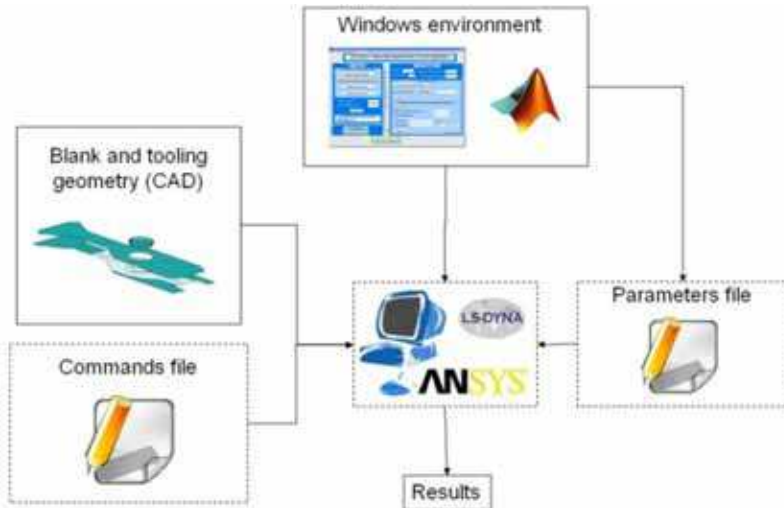 Windows environment
Blank and tooling
geometry (CAD)
LS-DYNA
Parameters file
Commands file
ANSYS
Results